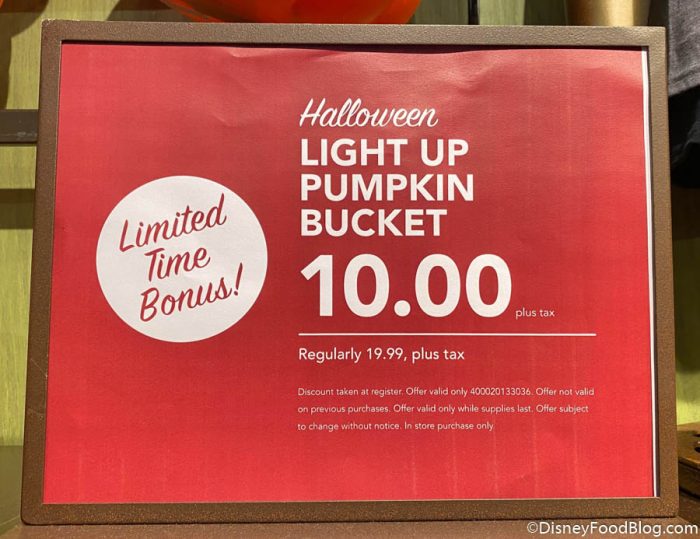 Limited
Time
Bonus!
Halloween
LIGHT UP
PUMPKIN
BUCKET
10.00 plus tax
Regularly 19.99, plus tax
Discount taken at register. Offer valid only 400020133036. Offer not valid
on previous purchases. Offer valid only while supplies last. Offer subject
to change without notice. In store purchase only
©DisneyFoodBlog.com